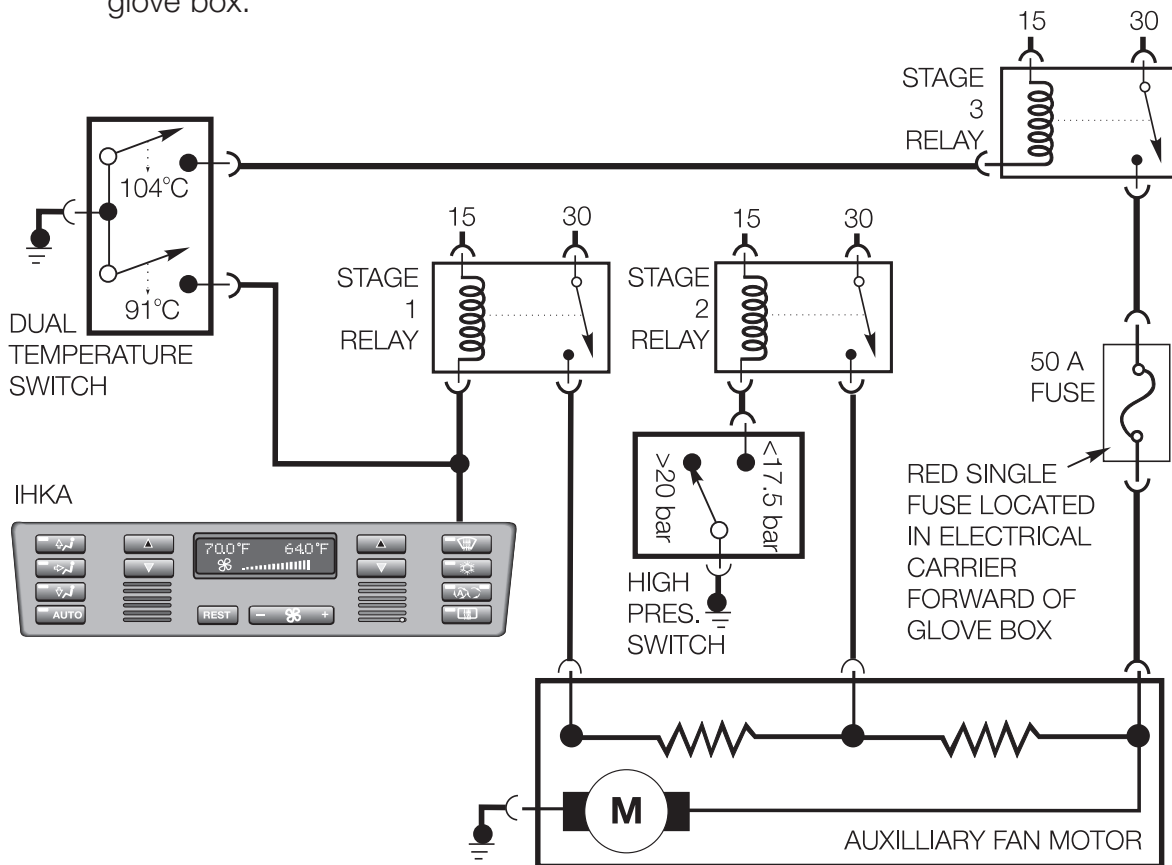 glove box.
15 30
STAGE
3
RELAY
104°C
91°C
DUAL
TEMPERATURE
SWITCH
15 30
STAGE
1
RELAY
15 30
STAGE
2
RELAY
50 A
FUSE
>20 bar
<17.5 bar
HIGH
PRES.
SWITCH
RED SINGLE
FUSE LOCATED
IN ELECTRICAL
CARRIER
FORWARD OF
GLOVE BOX
IHKA
70.0°F 64.0°F
AUTO
REST
- +
A
M
AUXILLIARY FAN MOTOR